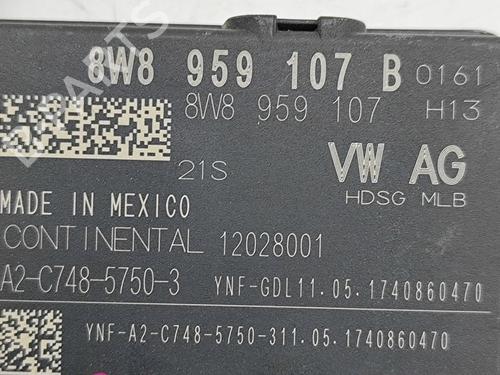 8W8 959 107 B 0161
8W8 959 107 H13
21S VW AG
HDSG MLB
MADE IN MEXICO
CONTINENTAL 12028001
A2-C748-5750-3 YNF-GDL11.05.1740860470
YNF-A2-C748-5750-311.05.1740860470